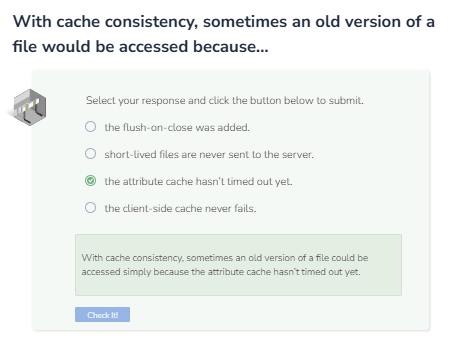 With cache consistency, sometimes an old version of a
file would be accessed because...
Select your response and click the button below to submit.
the flush-on-close was added.
short-lived files are never sent to the server.
the attribute cache hasn't timed out yet.
the client-side cache never fails.
With cache consistency, sometimes an old version of a file could be
accessed simply because the attribute cache hasn't timed out yet.
Check It!